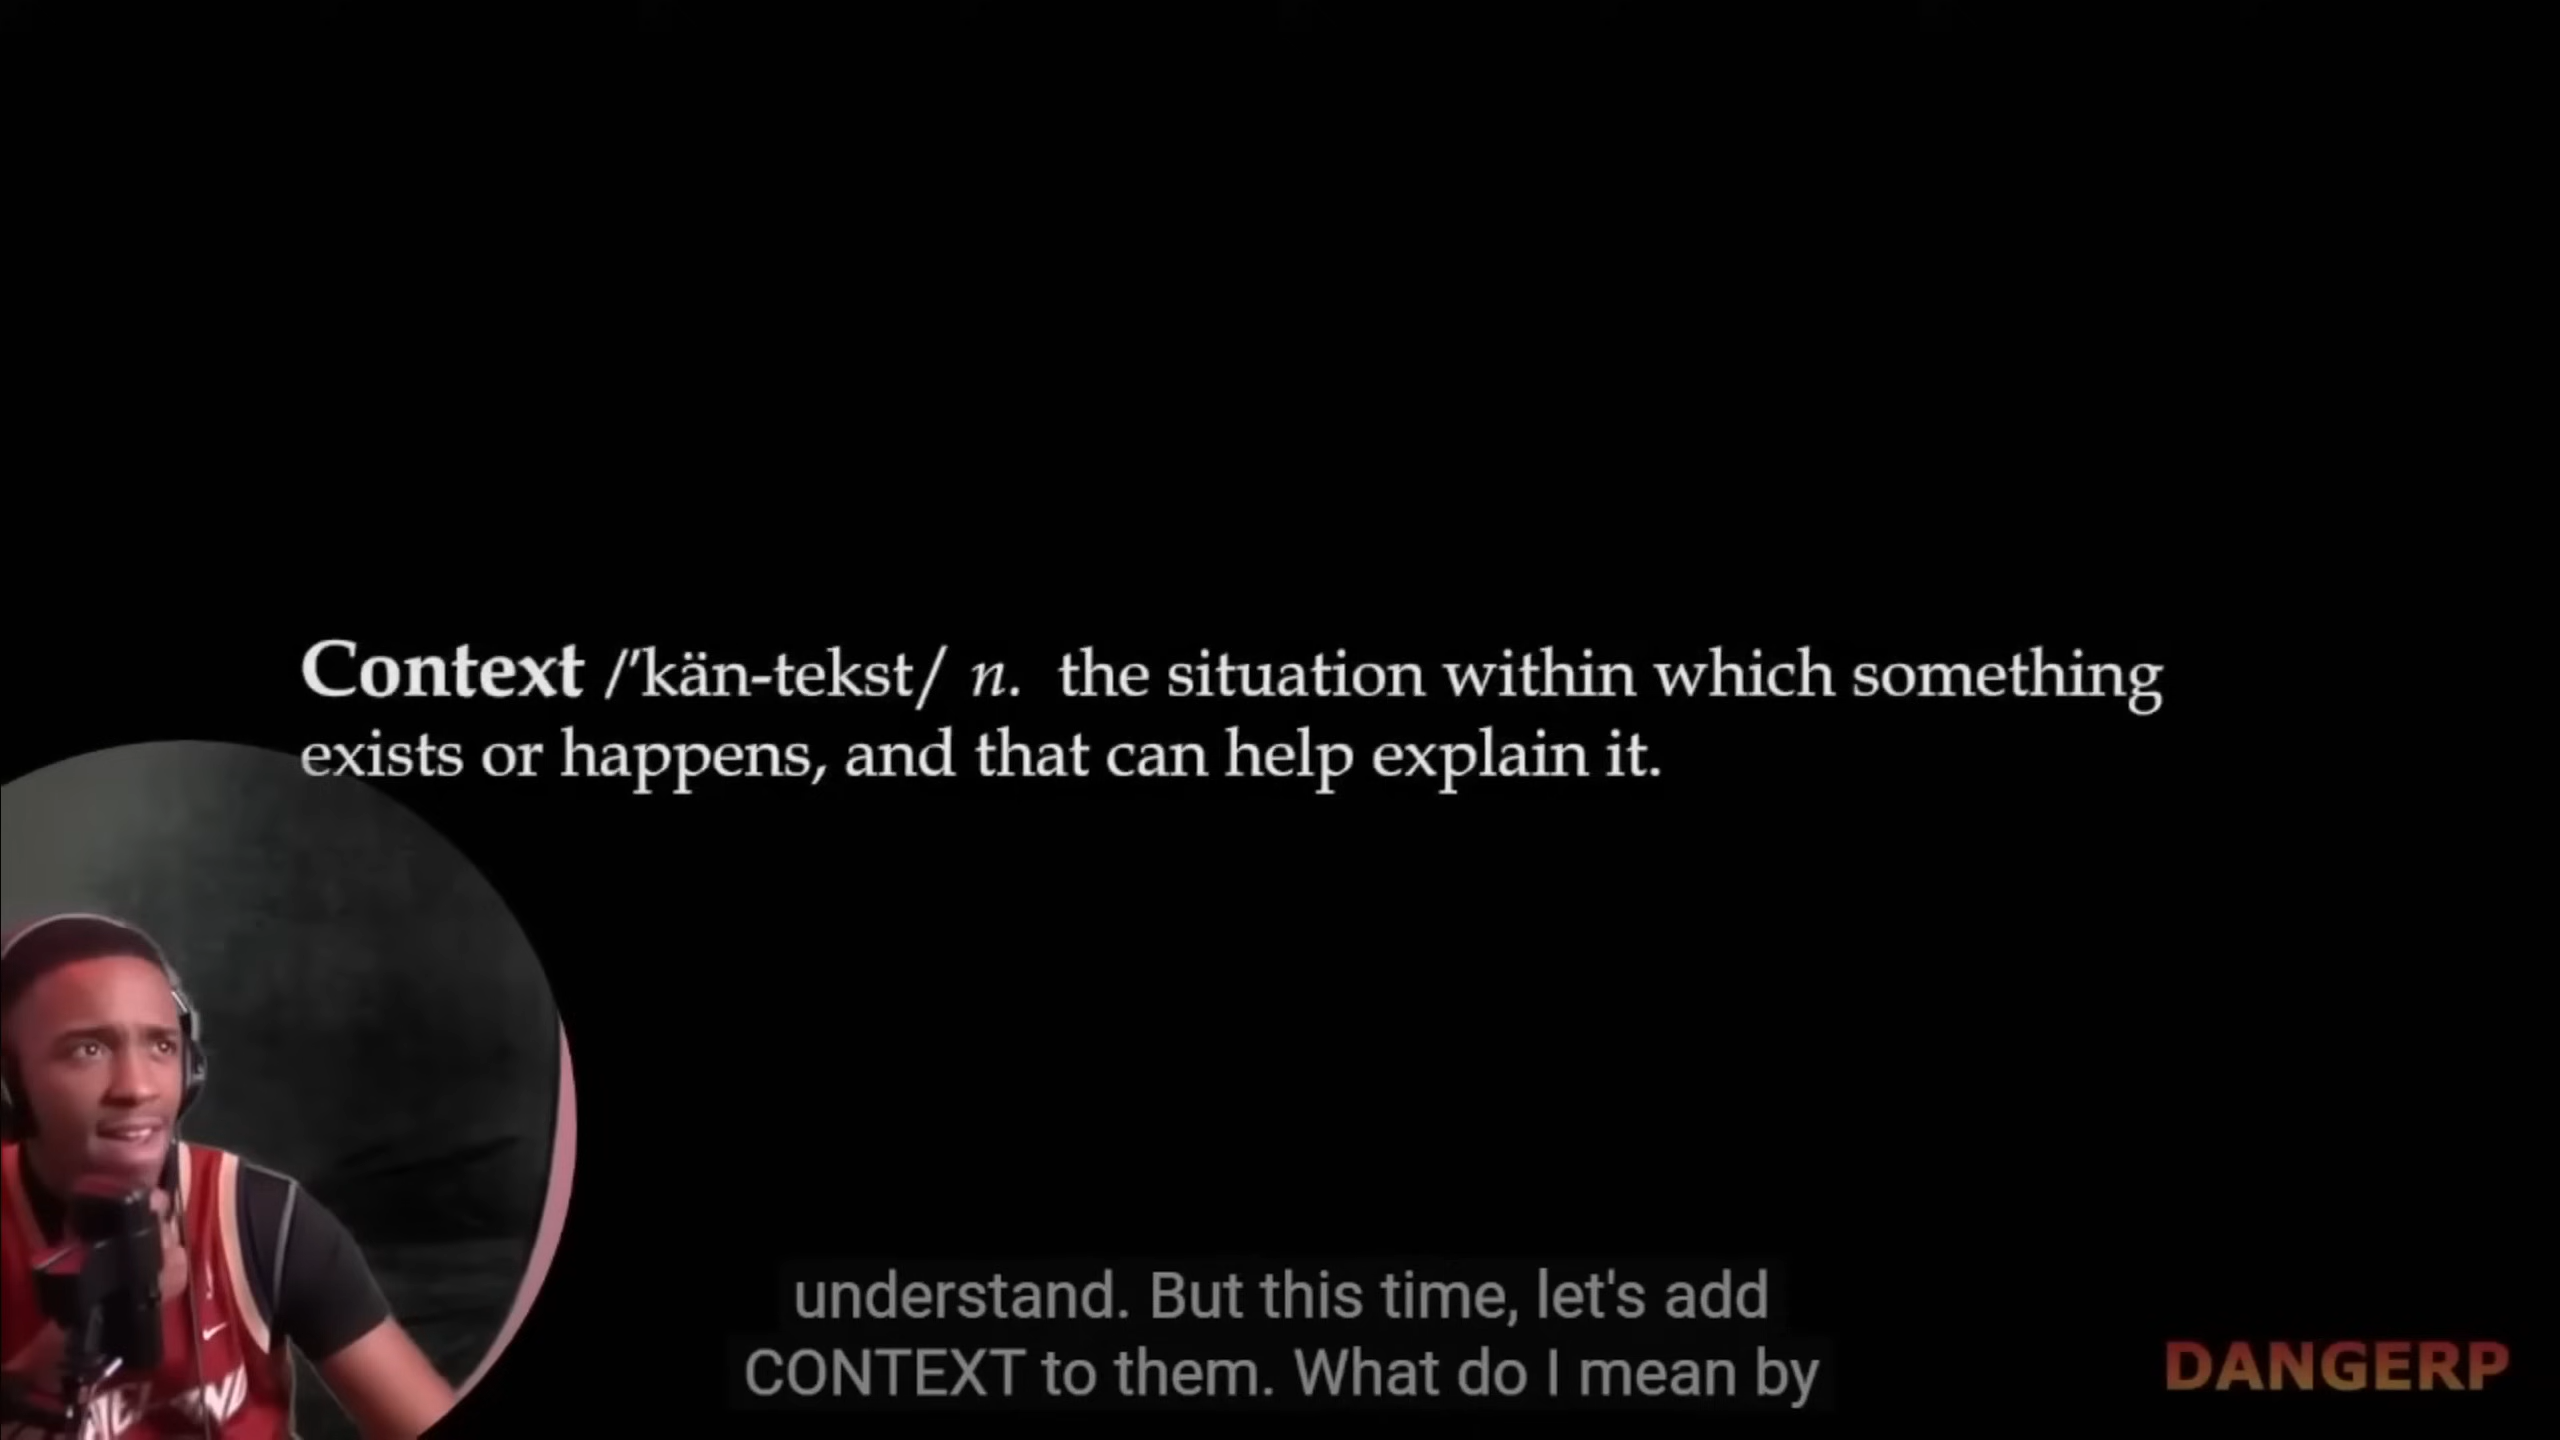 Context /'kän-tekst/ n. the situation within which something
exists or happens, and that can help explain it.
understand. But this time, let's add
CONTEXT to them. What do I mean by
DANGERP